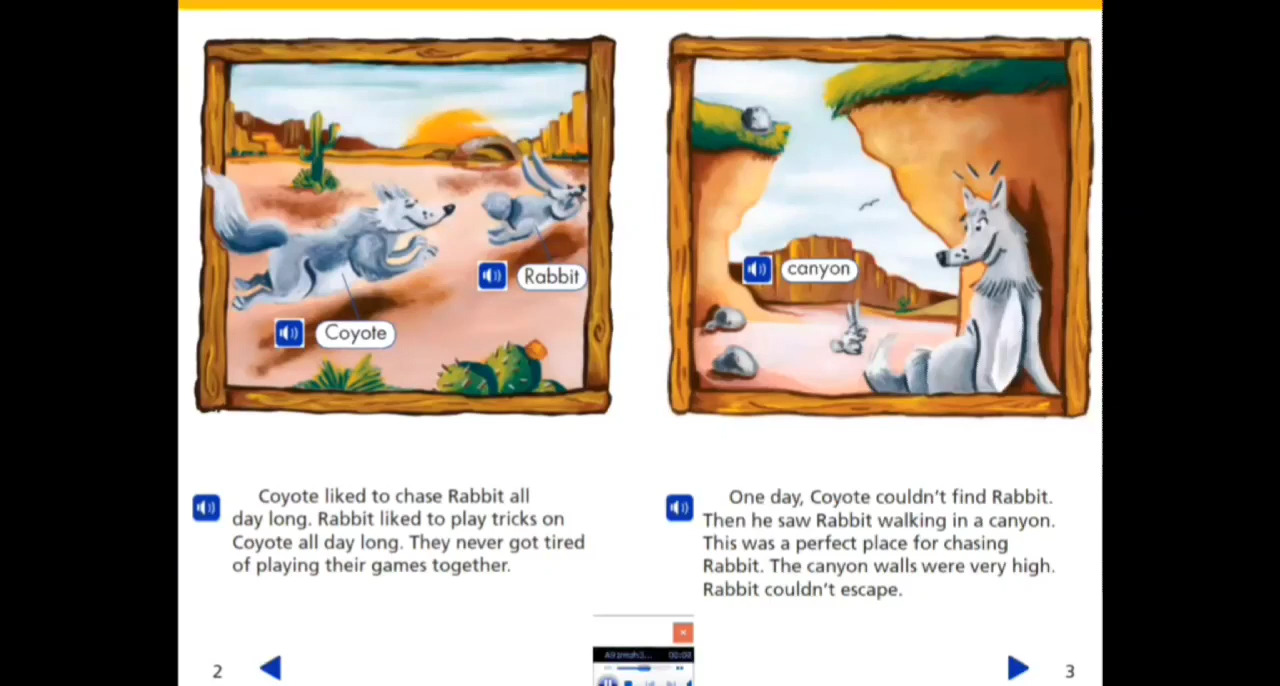 Rabbit
Coyote
canyon
Coyote liked to chase Rabbit all
day long. Rabbit liked to play tricks on
Coyote all day long. They never got tired
of playing their games together.
2
One day, Coyote couldn't find Rabbit.
Then he saw Rabbit walking in a canyon.
This was a perfect place for chasing
Rabbit. The canyon walls were very high.
Rabbit couldn't escape.
3